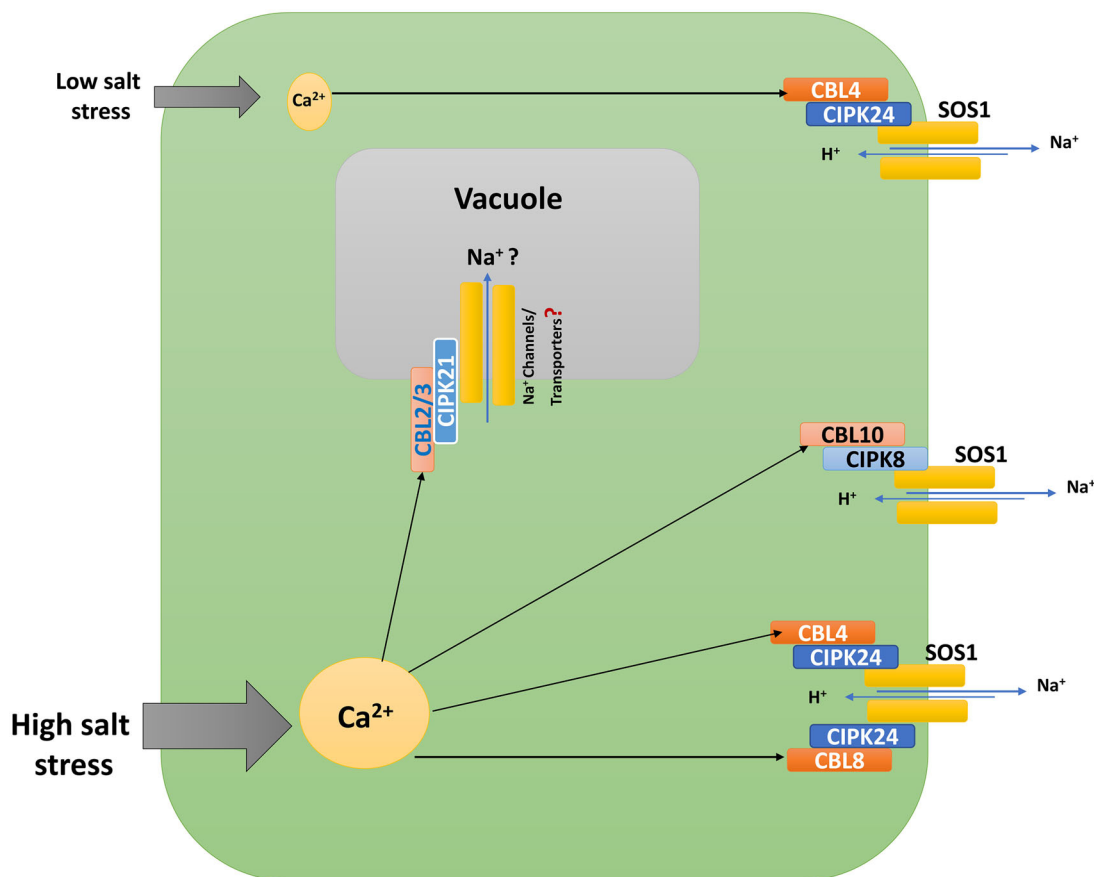 Low salt
stress
Ca²⁺
CBL4
CIPK24
SOS1
H⁺
Na⁺
Vacuole
Na⁺ ?
Na⁺ Channels/
Transporters?
CIPK21
CBL2/3
CBL10
CIPK8
SOS1
H⁺
Na⁺
High salt
stress
Ca²⁺
CBL4
CIPK24
SOS1
H⁺
Na⁺
CIPK24
CBL8